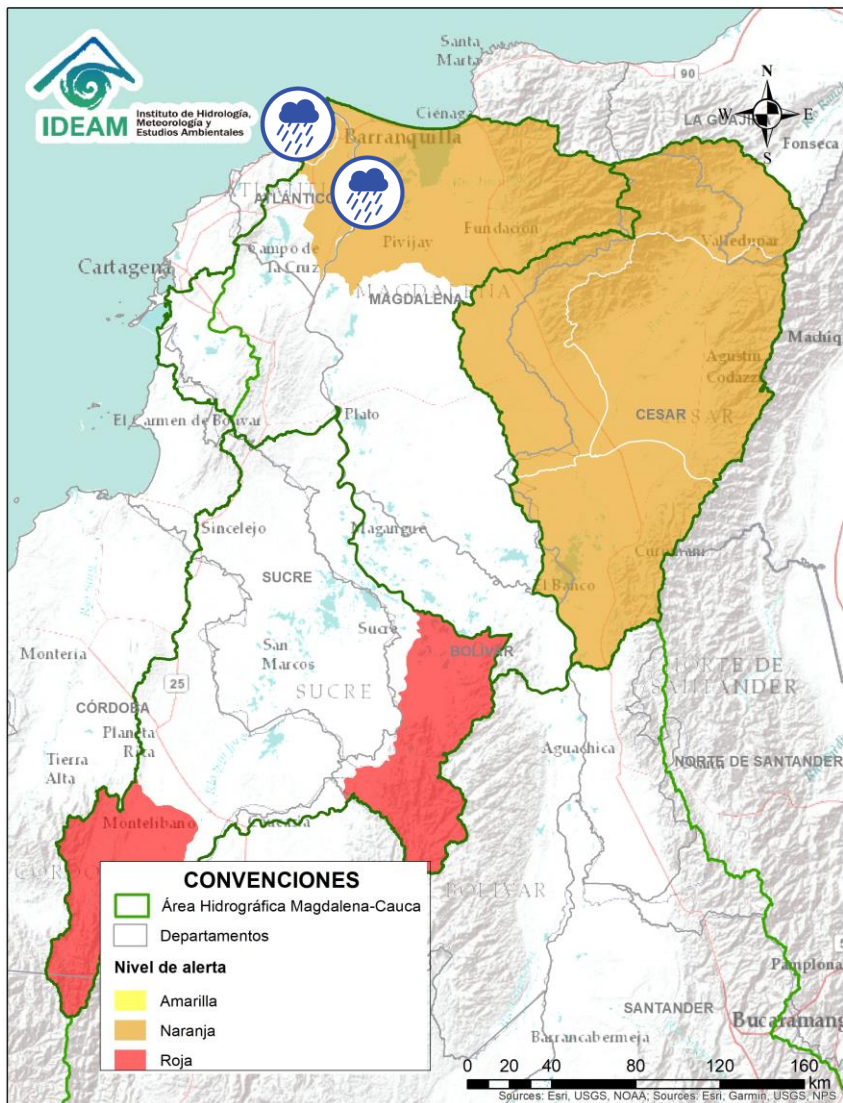 IDEAM
Instituto de Hidrología,
Meteorología y
Estudios Ambientales
Santa
Marta
90
N
W
E
S
LA GUAJIRA
Fonseca
Ciénaga
Barranquilla
ATLÁNTICO
Fundación
Pivijay
Valledupar
Campo de
la Cruz
Cartagena
MAGDALENA
MAGDALENA
Agustín
Codazzi
CESAR
El Carmen de Bolívar
Plato
Sincelejo
Magangue
SUCRE
El Banco
Sucre
BOLÍVAR
San
Marcos
SUCRE
Montería
25
CÓRDOBA
Planeta
Rica
Tierra
Alta
NORTE DE
SANTANDER
Aguachica
NORTE DE SANTANDER
Montelibano
BOLÍVAR
CONVENCIONES
Área Hidrográfica Magdalena-Cauca
Departamentos
Nivel de alerta
Amarilla
Naranja
Roja
Pamplona
SANTANDER
Bucaramang
Barrancabermeja
0 20 40 80 120 160
km
Sources: Esri, USGS, NOAA; Sources: Esri, Garmin, USGS, NPS